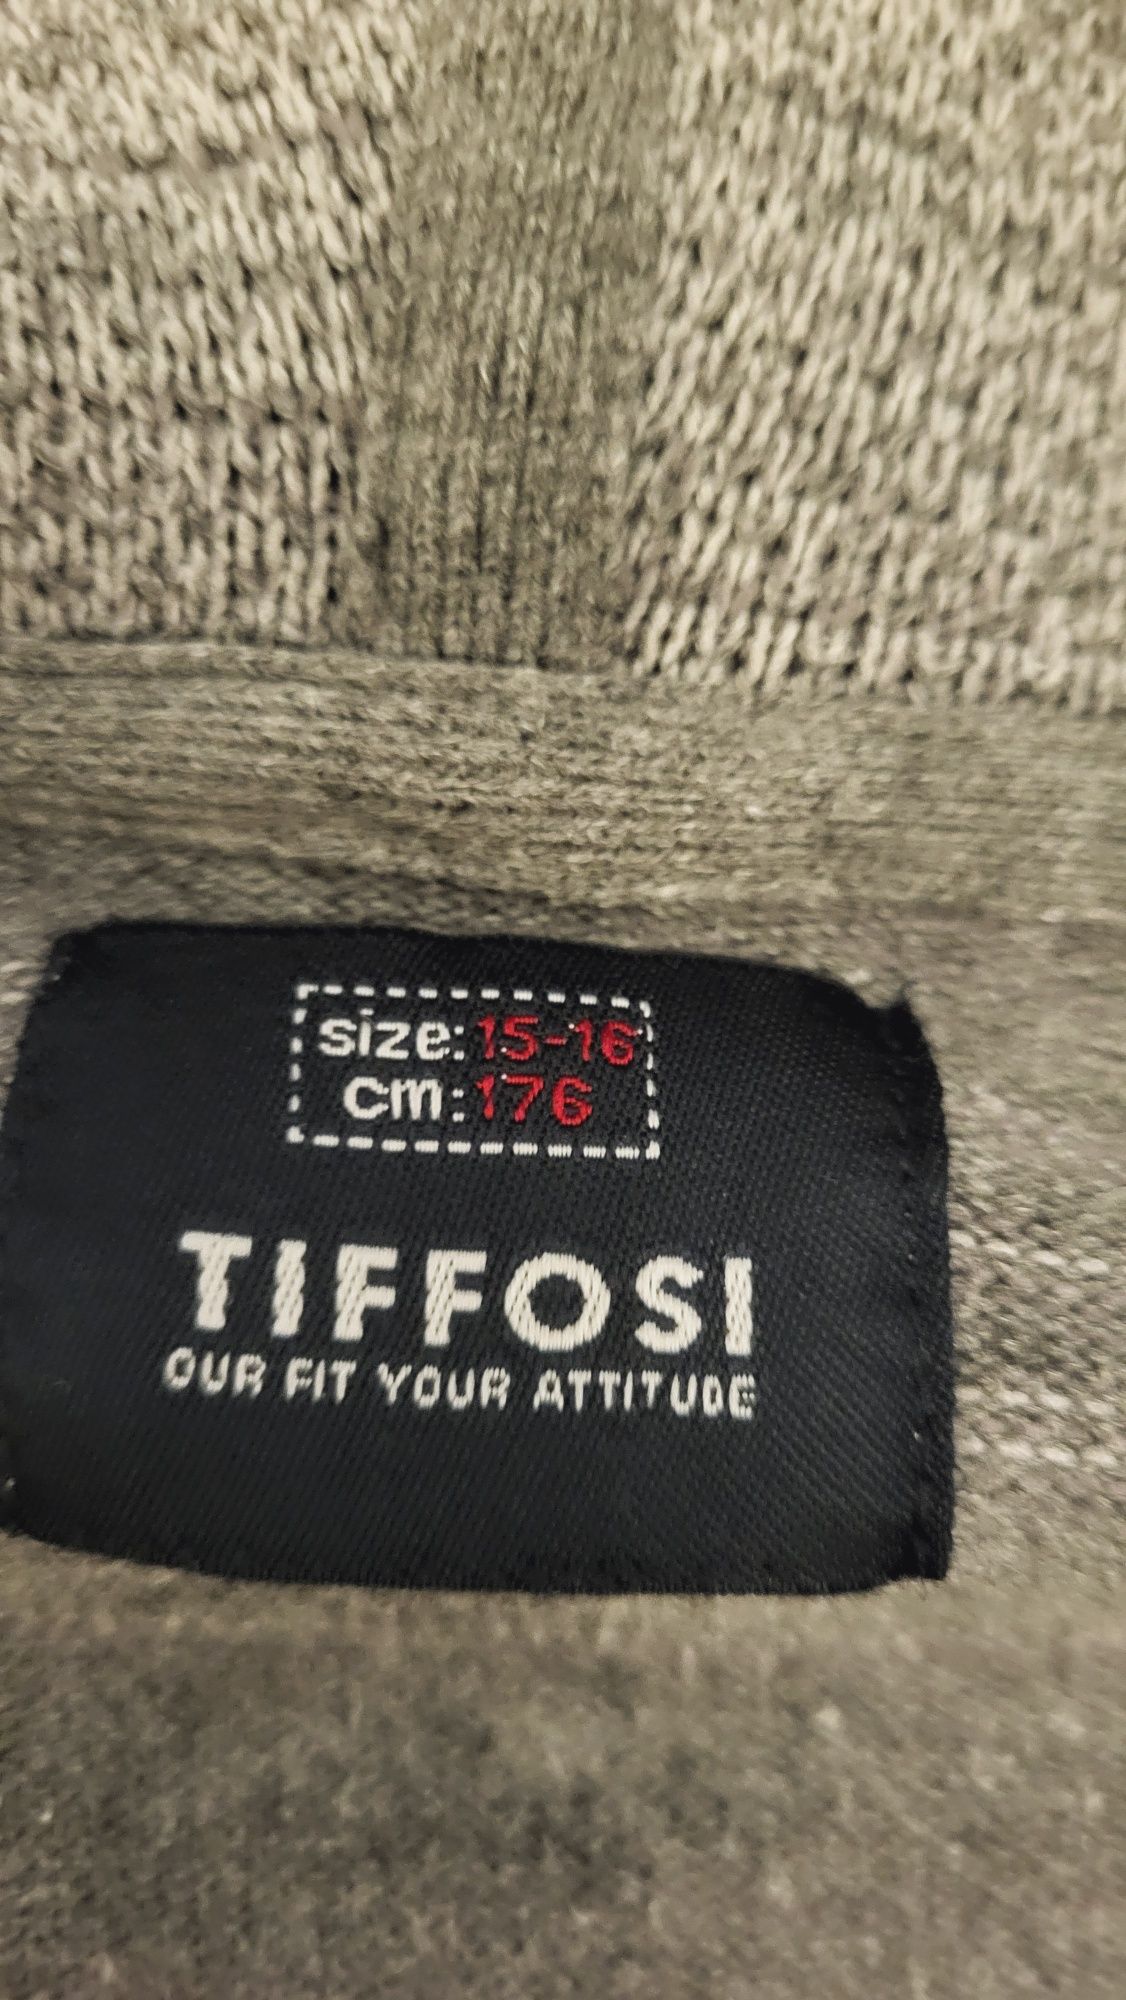 size: 15-16
cm: 176
TIFFOSI
OUR FIT YOUR ATTITUDE